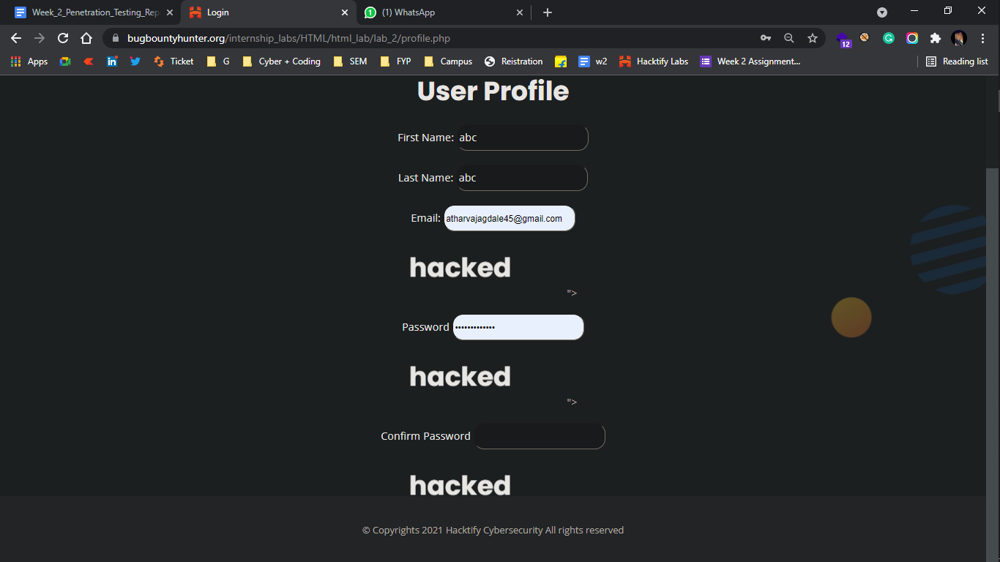 Week_2_Penetration_Testing_Rep
Login
(1) WhatsApp
bugbountyhunter.org/internship_labs/HTML/html_lab/lab_2/profile.php
12
Apps
Ticket
G
Cyber + Coding
SEM
FYP
Campus
Reistration
w2
Hacktify Labs
Week 2 Assignment...
Reading list
User Profile
First Name: abc
Last Name: abc
Email: atharvajagdale45@gmail.com
hacked
">
Password •••••••••••••
hacked
">
Confirm Password
hacked
© Copyrights 2021 Hacktify Cybersecurity All rights reserved